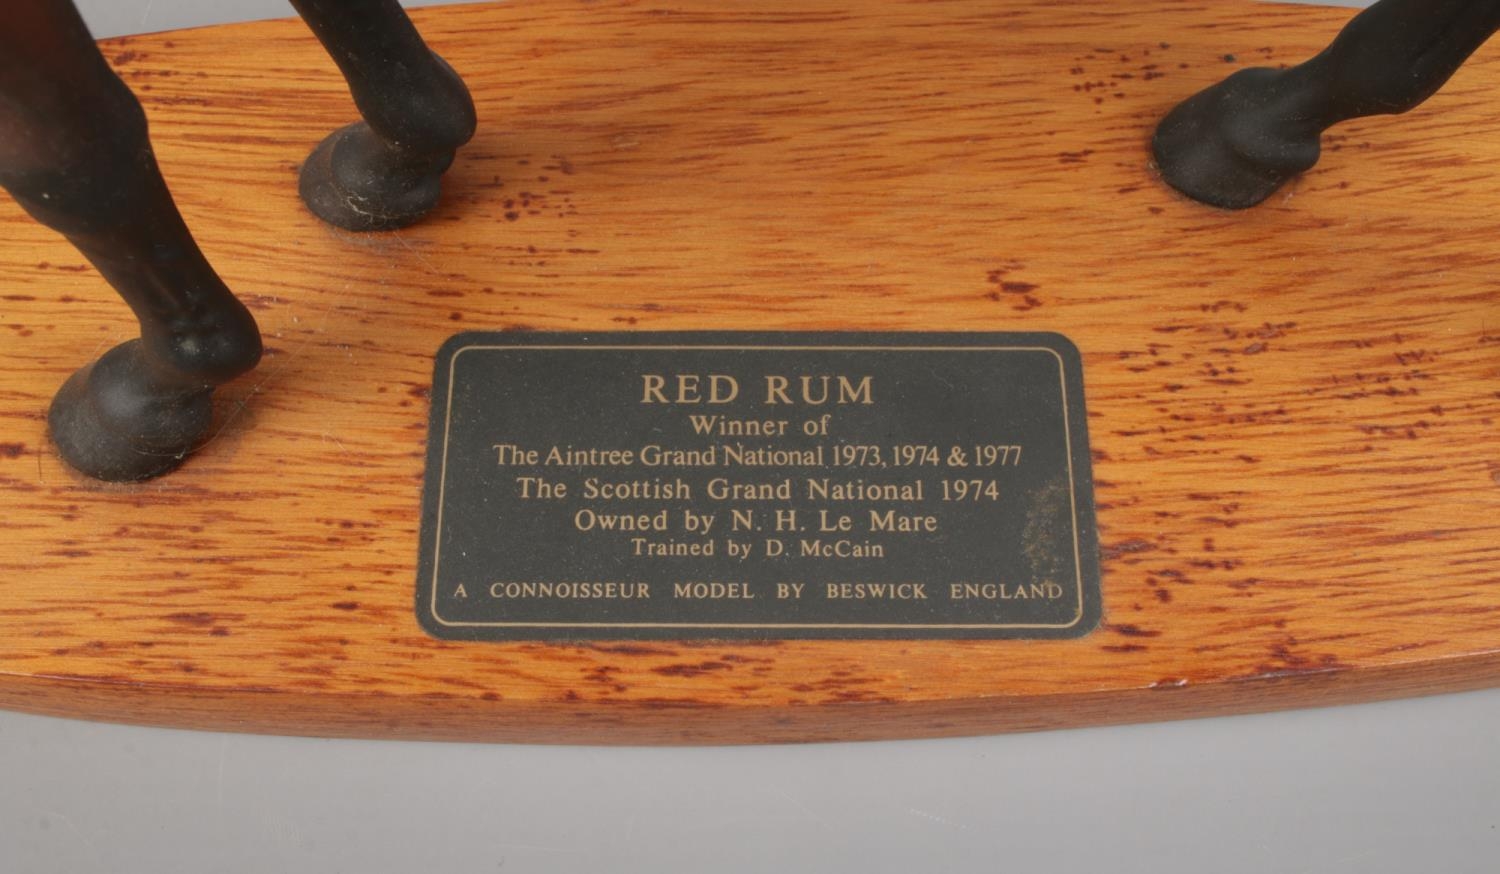 RED RUM
Winner of
The Aintree Grand National 1973, 1974 & 1977
The Scottish Grand National 1974
Owned by N. H. Le Mare
Trained by D. McCain
A CONNOISSEUR MODEL BY BESWICK ENGLAND